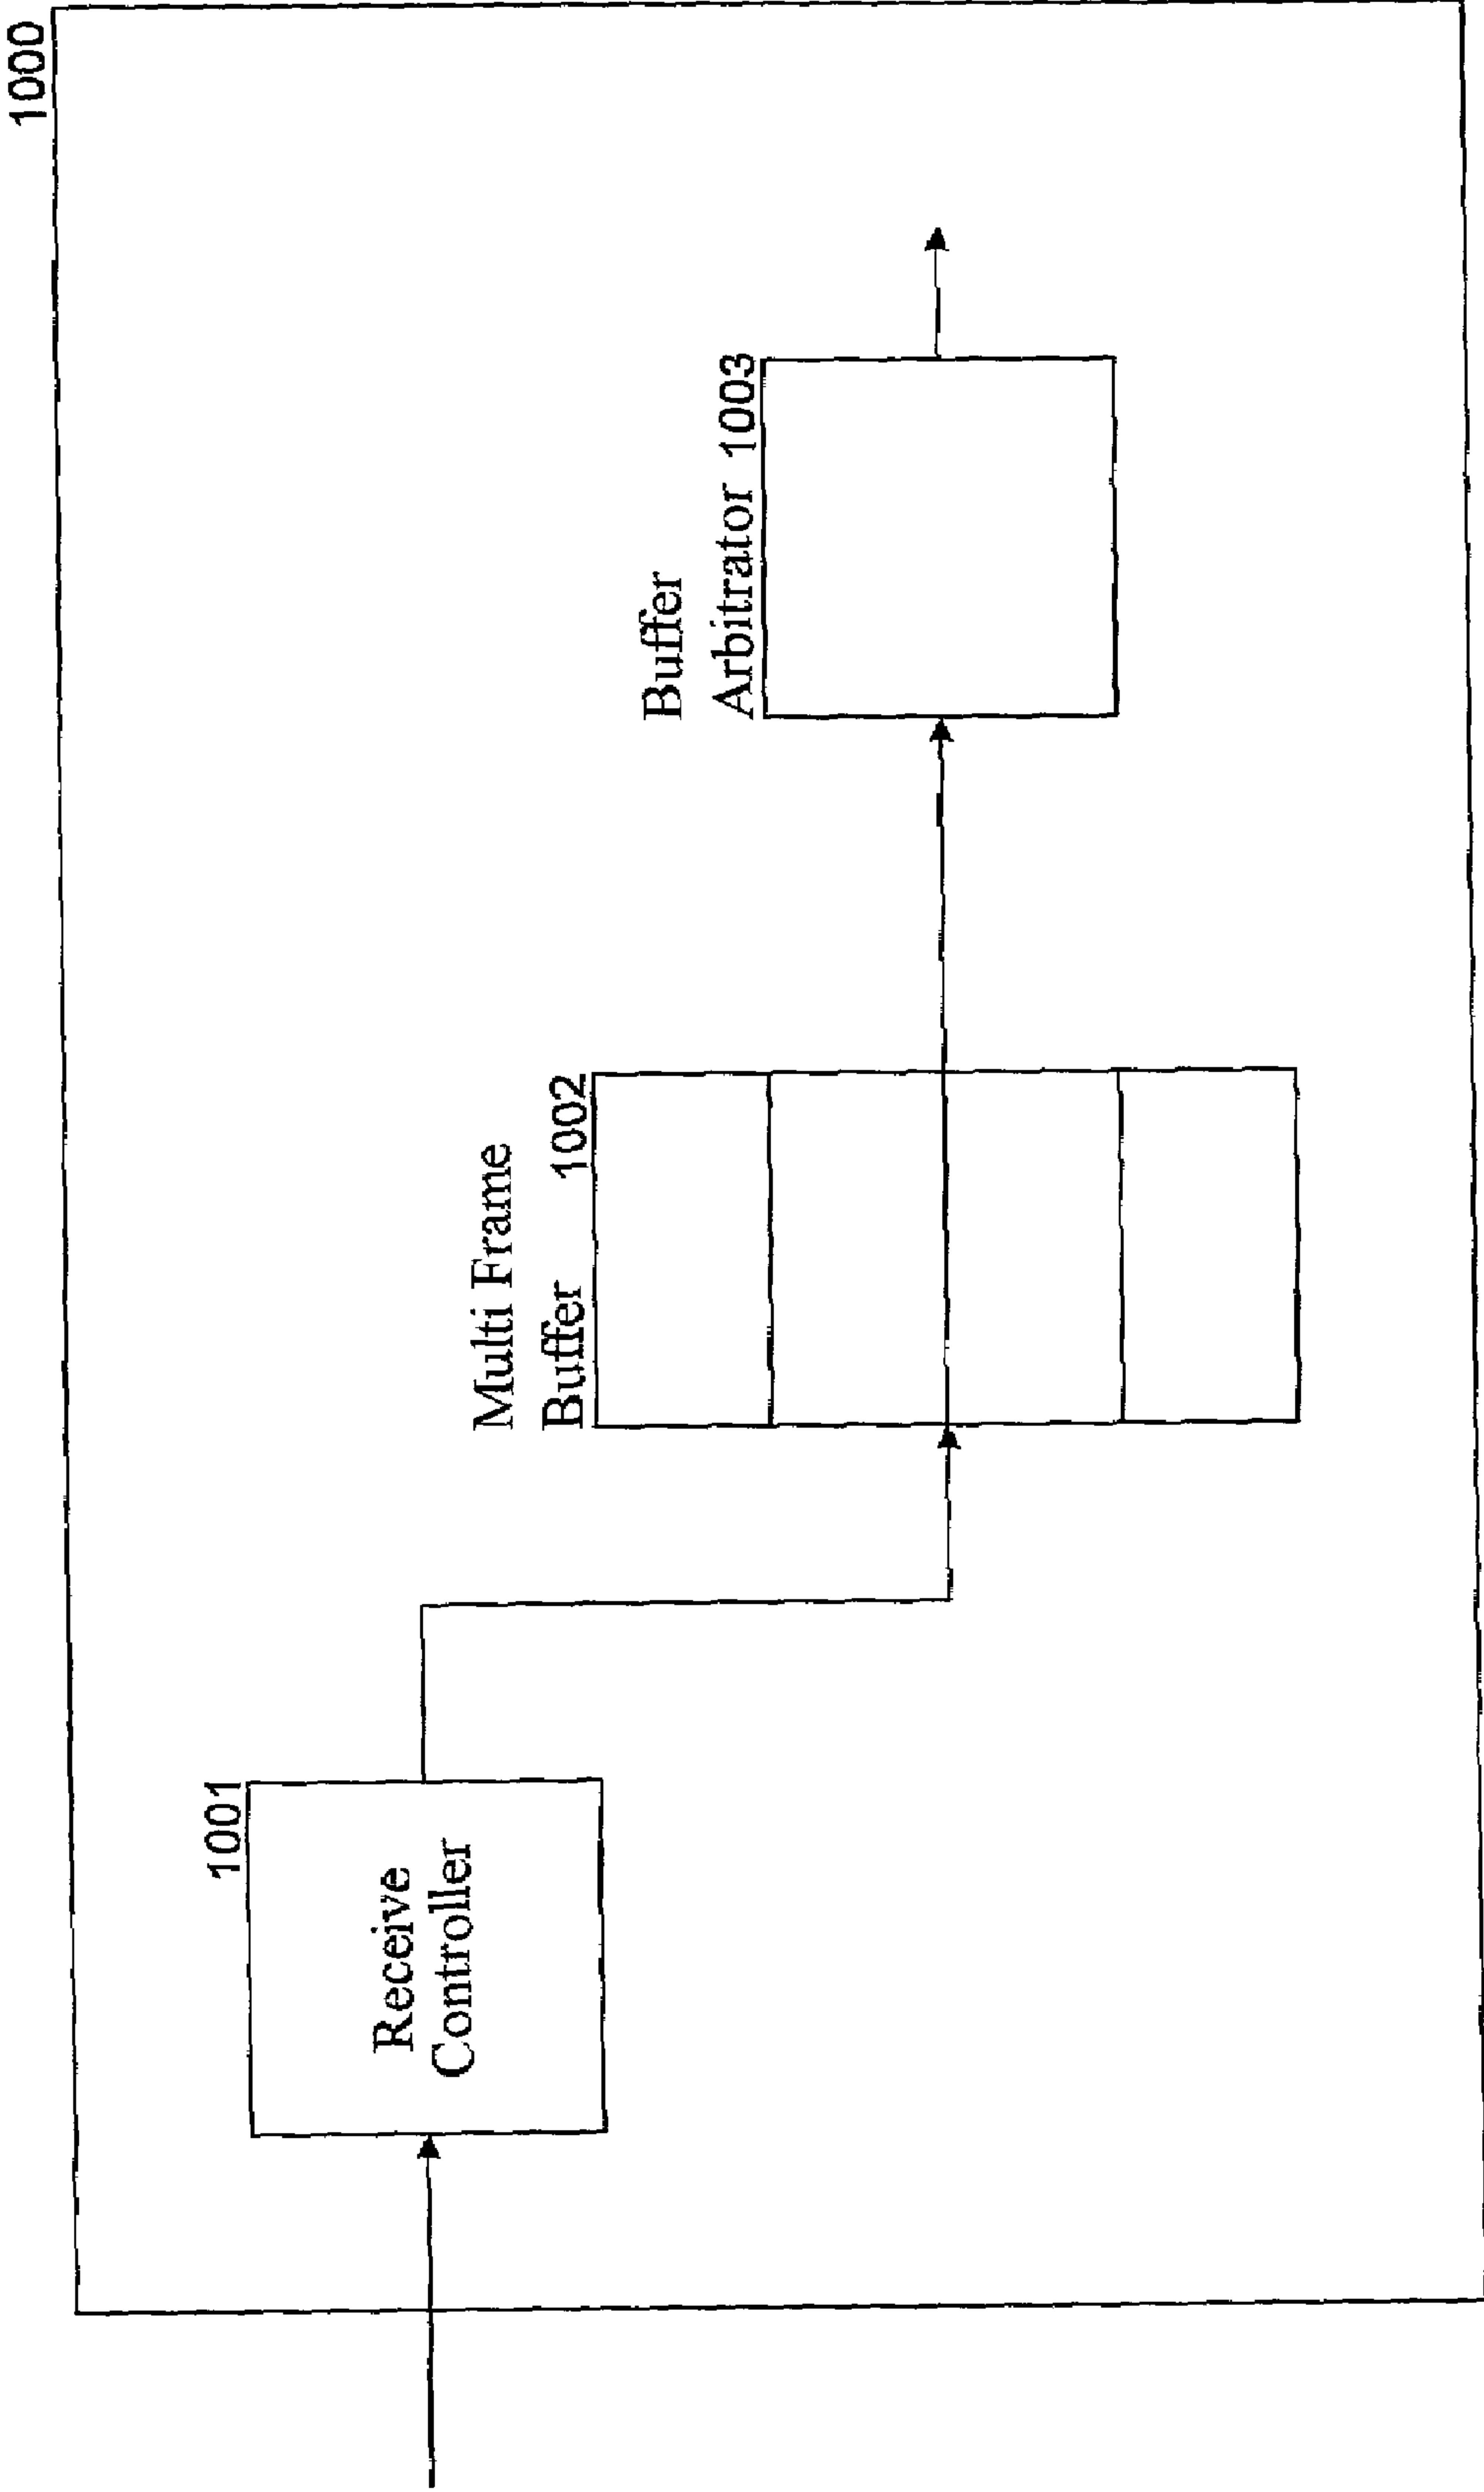 1000
1001
Receive
Controller
Multi Frame
Buffer 1002
Buffer
Arbitrator 1003